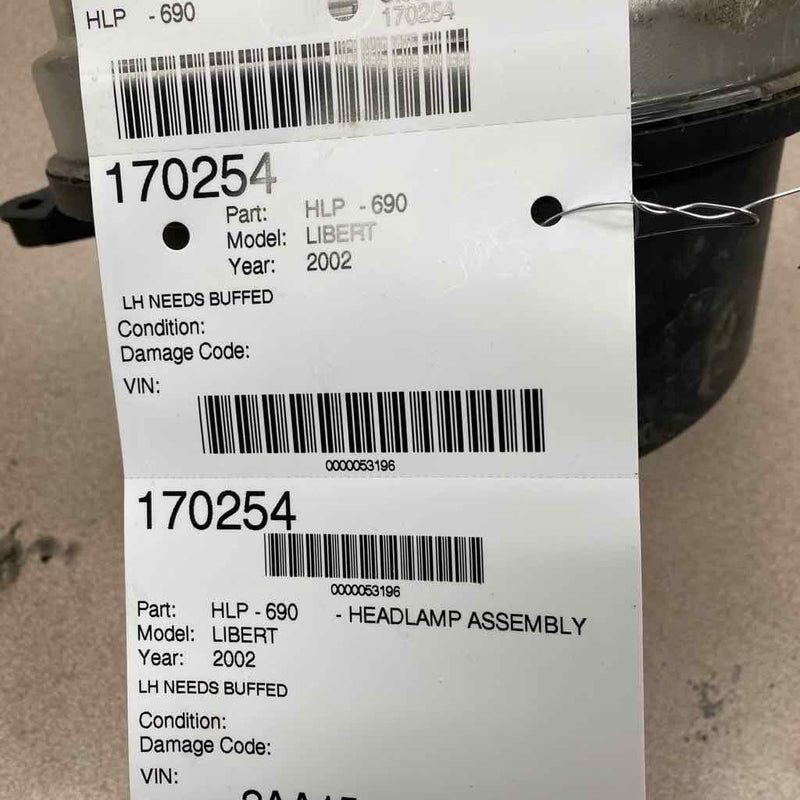 HLP - 690
170254
170254
Part: HLP - 690
Model: LIBERT
Year: 2002
LH NEEDS BUFFED
Condition:
Damage Code:
VIN:
0000053196
170254
0000053196
Part: HLP - 690 - HEADLAMP ASSEMBLY
Model: LIBERT
Year: 2002
LH NEEDS BUFFED
Condition:
Damage Code:
VIN: